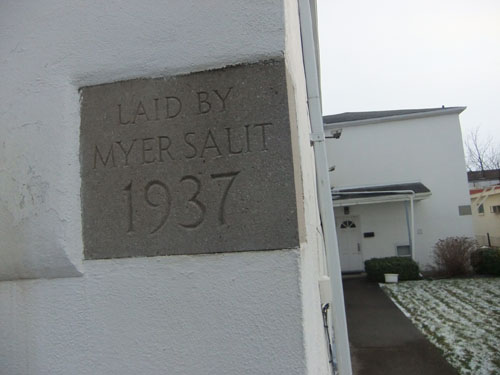 LAID BY
MYER SALIT
1937